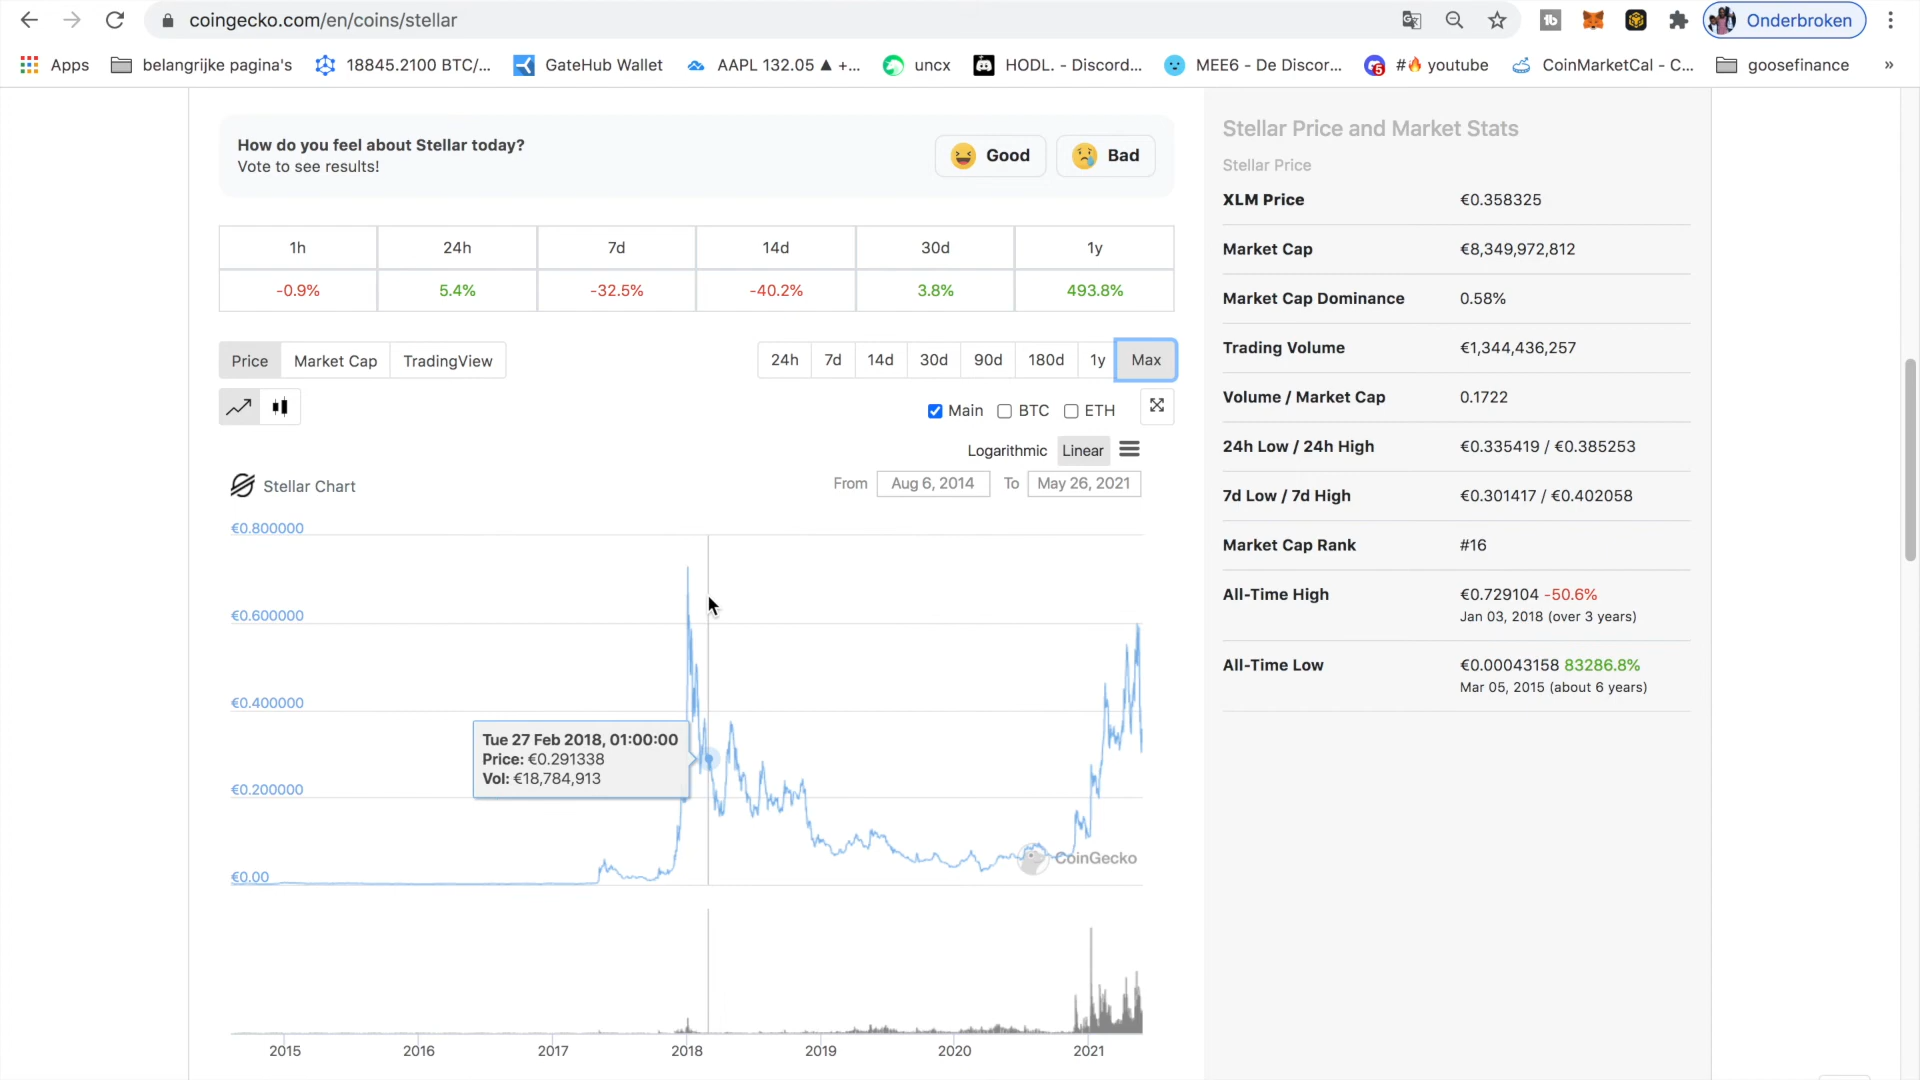 coingecko.com/en/coins/stellar
Onderbroken
Apps
belangrijke pagina's
18845.2100 BTC/...
GateHub Wallet
AAPL 132.05 ▲ +...
uncx
HODL. - Discord...
MEE6 - De Discor...
5
#🔥 youtube
CoinMarketCal - C...
goosefinance
»
How do you feel about Stellar today?
Vote to see results!
Good
Bad
1h 24h 7d 14d 30d 1y
-0.9% 5.4% -32.5% -40.2% 3.8% 493.8%
Price Market Cap TradingView
24h 7d 14d 30d 90d 180d 1y Max
Main BTC ETH
Logarithmic Linear
Stellar Chart
From Aug 6, 2014 To May 26, 2021
€0.800000
€0.600000
€0.400000
€0.200000
€0.00
Tue 27 Feb 2018, 01:00:00
Price: €0.291338
Vol: €18,784,913
CoinGecko
2015 2016 2017 2018 2019 2020 2021
Stellar Price and Market Stats
Stellar Price
XLM Price €0.358325
Market Cap €8,349,972,812
Market Cap Dominance 0.58%
Trading Volume €1,344,436,257
Volume / Market Cap 0.1722
24h Low / 24h High €0.335419 / €0.385253
7d Low / 7d High €0.301417 / €0.402058
Market Cap Rank #16
All-Time High €0.729104 -50.6%
Jan 03, 2018 (over 3 years)
All-Time Low €0.00043158 83286.8%
Mar 05, 2015 (about 6 years)